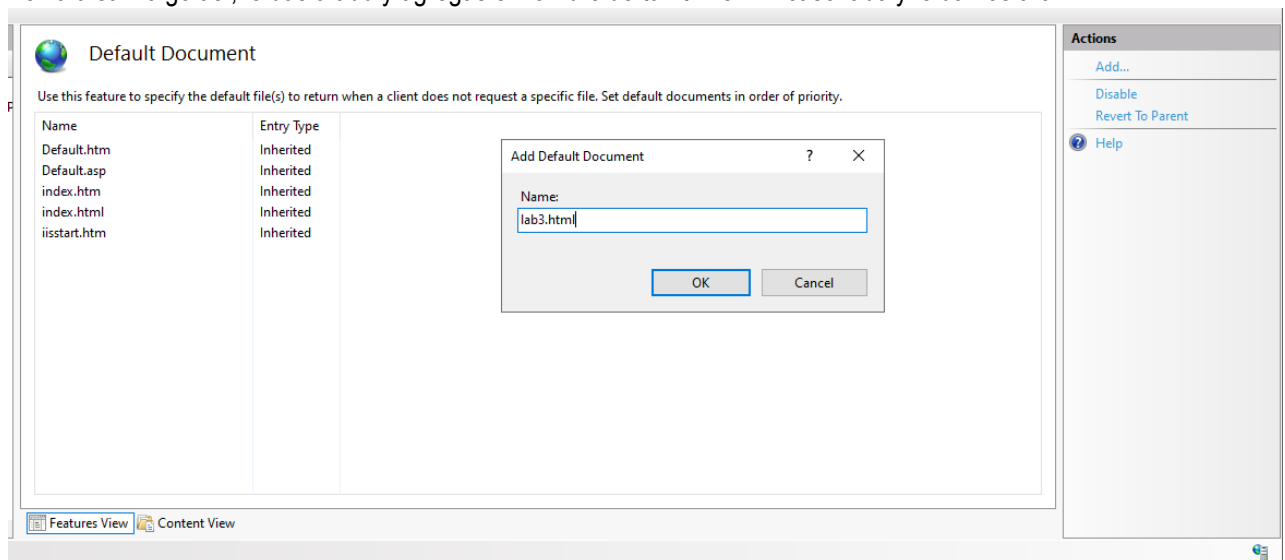 Default Document
Use this feature to specify the default file(s) to return when a client does not request a specific file. Set default documents in order of priority.
Name Entry Type
Default.htm Inherited
Default.asp Inherited
index.htm Inherited
index.html Inherited
iisstart.htm Inherited
Add Default Document ? X
Name:
lab3.html
OK Cancel
Features View Content View
Actions
Add...
Disable
Revert To Parent
Help